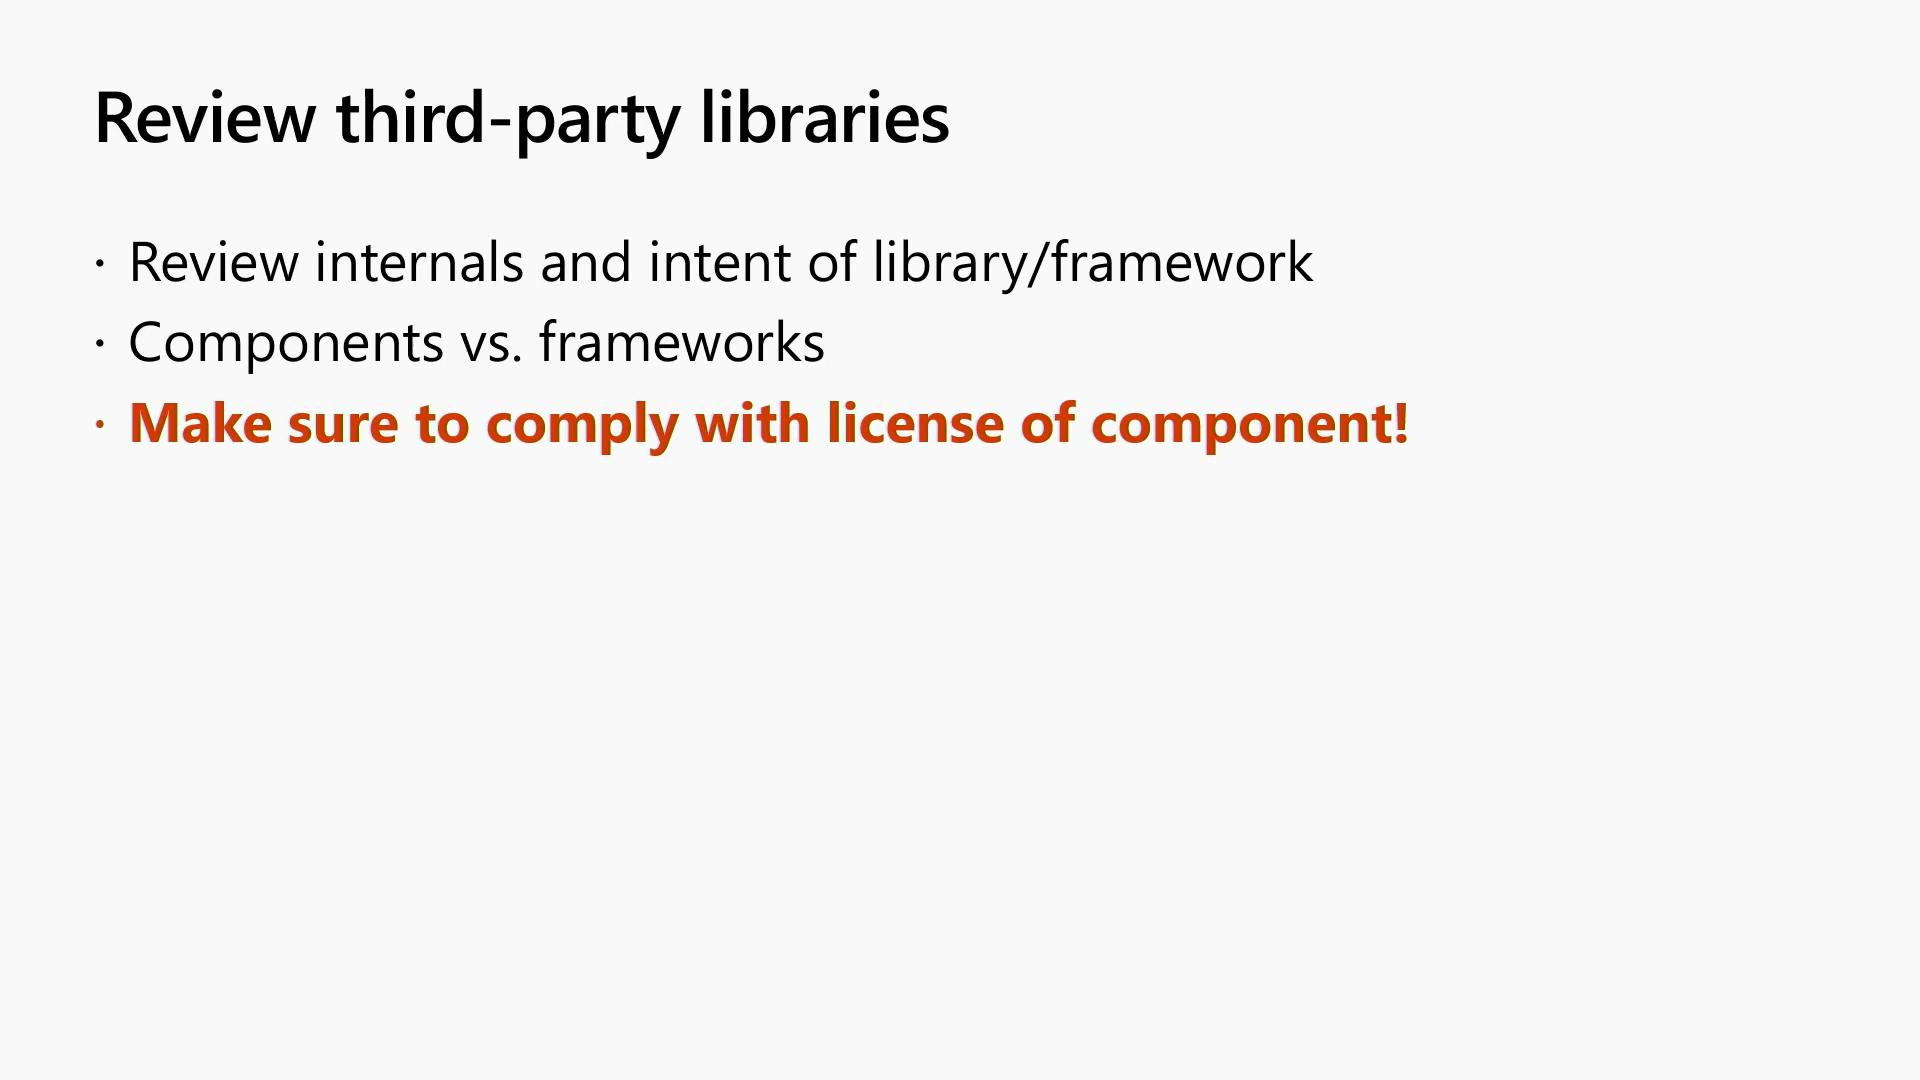 Review third-party libraries
· Review internals and intent of library/framework
· Components vs. frameworks
· Make sure to comply with license of component!